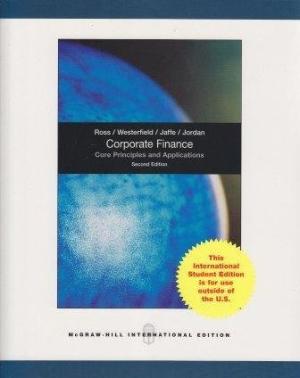 Ross / Westerfield / Jaffe / Jordan
Corporate Finance
Core Principles and Applications
Second Edition
This
International
Student Edition
is for use
outside of
the U.S.
McGRAW-HILL INTERNATIONAL EDITION